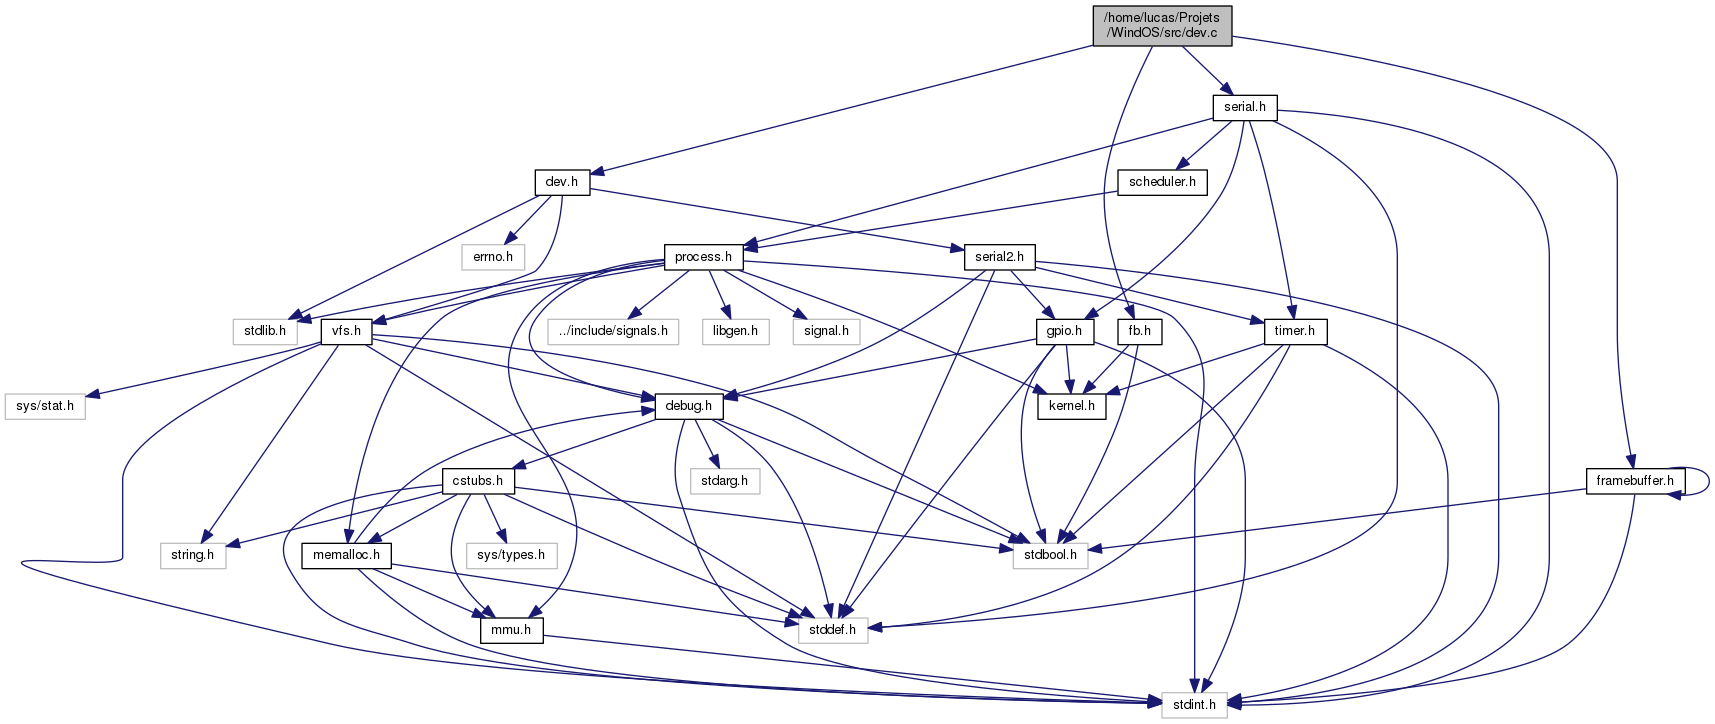 /home/lucas/Projets
/WindOS/src/dev.c
serial.h
dev.h
scheduler.h
errno.h
process.h
serial2.h
stdlib.h
vfs.h
../include/signals.h
libgen.h
signal.h
gpio.h
fb.h
timer.h
sys/stat.h
debug.h
kernel.h
cstubs.h
stdarg.h
framebuffer.h
string.h
memalloc.h
sys/types.h
stdbool.h
mmu.h
stddef.h
stdint.h